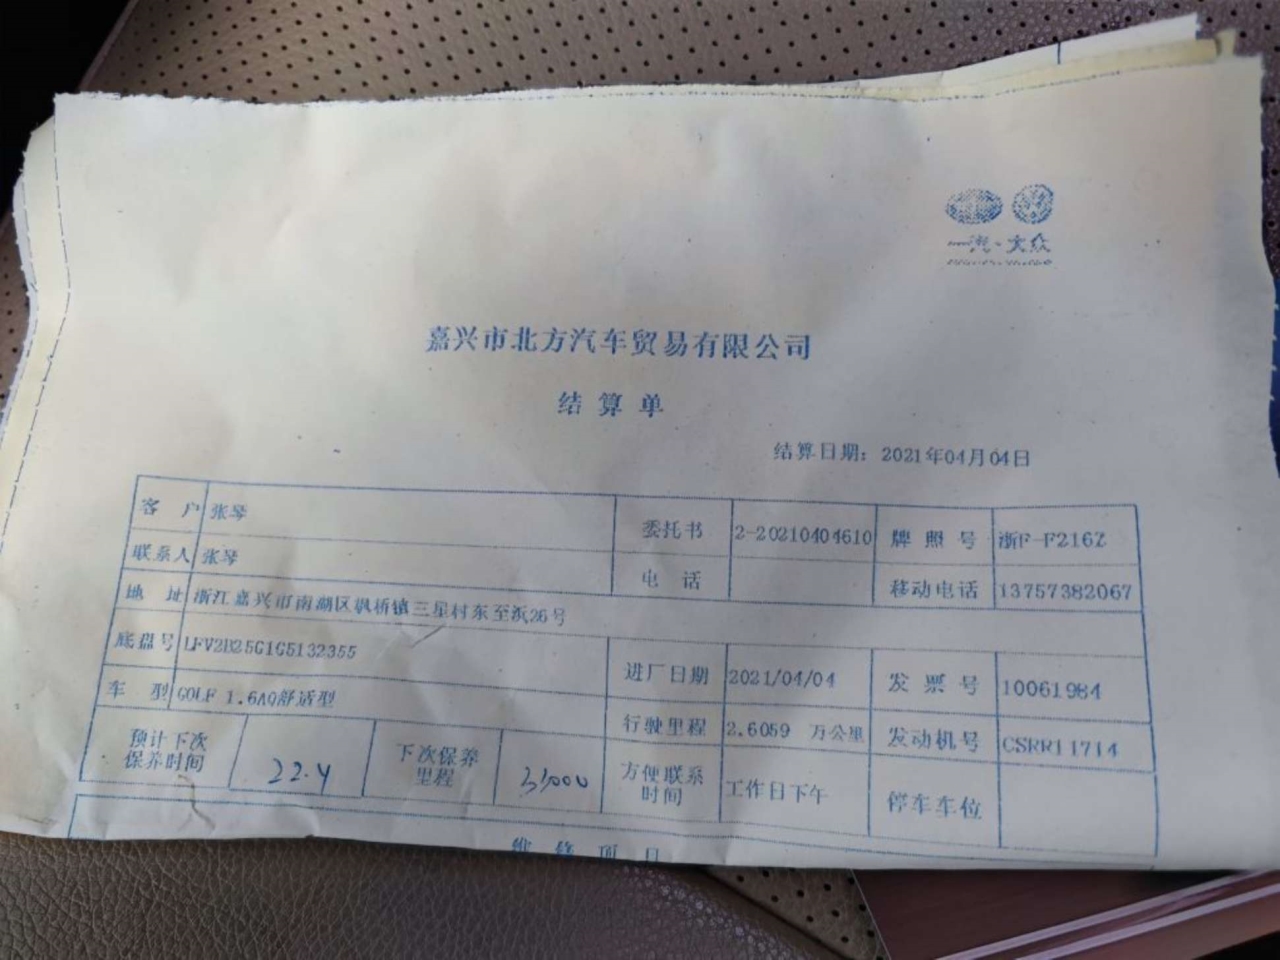 一汽-大众
嘉兴市北方汽车贸易有限公司
结算单
结算日期: 2021年04月04日
客 户 张琴 委托书 2-20210404610 牌照号 浙F-F216Z
联系人 张琴 电 话 移动电话 13757382067
地 址 浙江嘉兴市南湖区枫桥镇三星村东至浜26号
底盘号 LFV2B25G1G5132355 进厂日期 2021/04/04 发票号 10061984
车 型 GOLF 1.6AQ舒适型 行驶里程 2.6059 万公里 发动机号 CSRR11714
预计下次保养时间 22.4 下次保养里程 方便联系时间 工作日下午 停车车位
维修项目